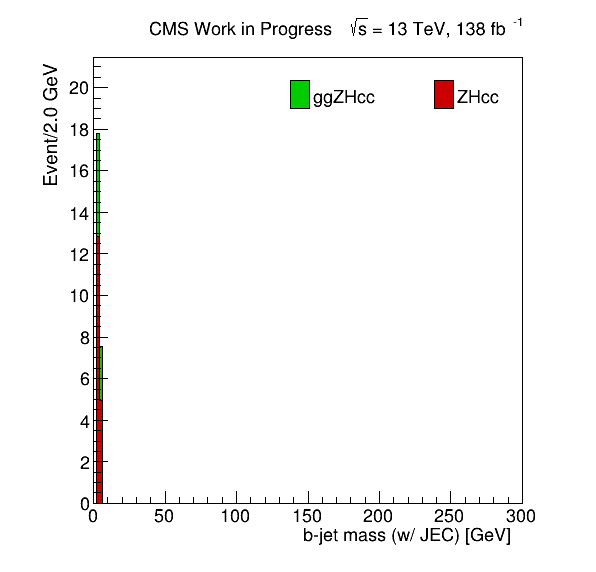 CMS Work in Progress √s = 13 TeV, 138 fb⁻¹
Event/2.0 GeV
ggZHcc ZHcc
20
18
16
14
12
10
8
6
4
2
0
0 50 100 150 200 250 300
b-jet mass (w/ JEC) [GeV]